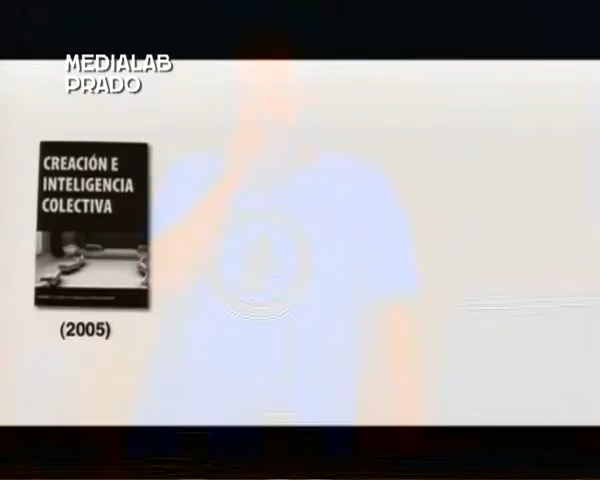 MEDIALAB
PRADO
CREACIÓN E
INTELIGENCIA
COLECTIVA
(2005)